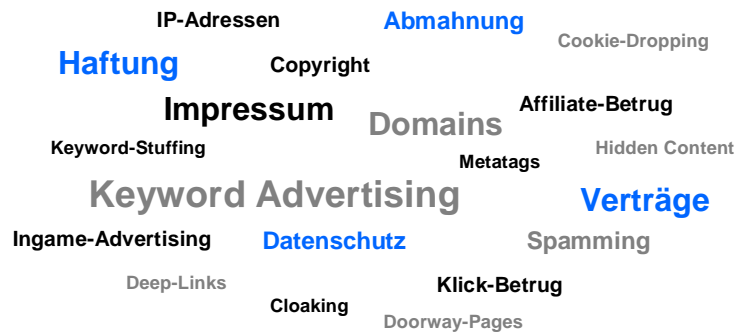 IP-Adressen
Abmahnung
Cookie-Dropping
Haftung
Copyright
Impressum
Affiliate-Betrug
Domains
Keyword-Stuffing
Hidden Content
Metatags
Keyword Advertising
Verträge
Ingame-Advertising
Datenschutz
Spamming
Deep-Links
Klick-Betrug
Cloaking
Doorway-Pages